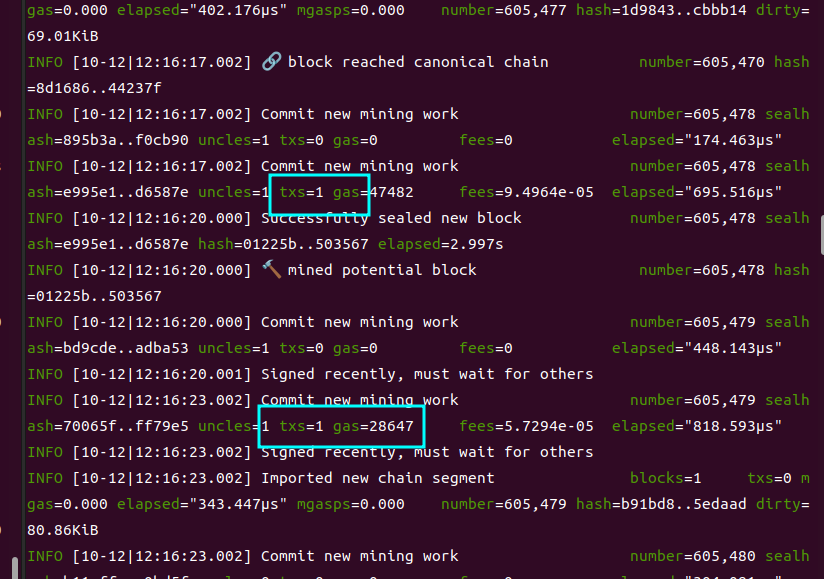 gas=0.000 elapsed="402.176µs" mgasps=0.000 number=605,477 hash=1d9843..cbbb14 dirty=
69.01KiB
INFO [10-12|12:16:17.002] 🔗 block reached canonical chain number=605,470 hash
=8d1686..44237f
INFO [10-12|12:16:17.002] Commit new mining work number=605,478 sealh
ash=895b3a..f0cb90 uncles=1 txs=0 gas=0 fees=0 elapsed="174.463µs"
INFO [10-12|12:16:17.002] Commit new mining work number=605,478 sealh
ash=e995e1..d6587e uncles=1 txs=1 gas=47482 fees=9.4964e-05 elapsed="695.516µs"
INFO [10-12|12:16:20.000] Successfully sealed new block number=605,478 sealh
ash=e995e1..d6587e hash=01225b..503567 elapsed=2.997s
INFO [10-12|12:16:20.000] 🔨 mined potential block number=605,478 hash
=01225b..503567
INFO [10-12|12:16:20.000] Commit new mining work number=605,479 sealh
ash=bd9cde..adba53 uncles=1 txs=0 gas=0 fees=0 elapsed="448.143µs"
INFO [10-12|12:16:20.001] Signed recently, must wait for others
INFO [10-12|12:16:23.002] Commit new mining work number=605,479 sealh
ash=70065f..ff79e5 uncles=1 txs=1 gas=28647 fees=5.7294e-05 elapsed="818.593µs"
INFO [10-12|12:16:23.002] Signed recently, must wait for others
INFO [10-12|12:16:23.002] Imported new chain segment blocks=1 txs=0 m
gas=0.000 elapsed="343.447µs" mgasps=0.000 number=605,479 hash=b91bd8..5edaad dirty=
80.86KiB
INFO [10-12|12:16:23.002] Commit new mining work number=605,480 sealh